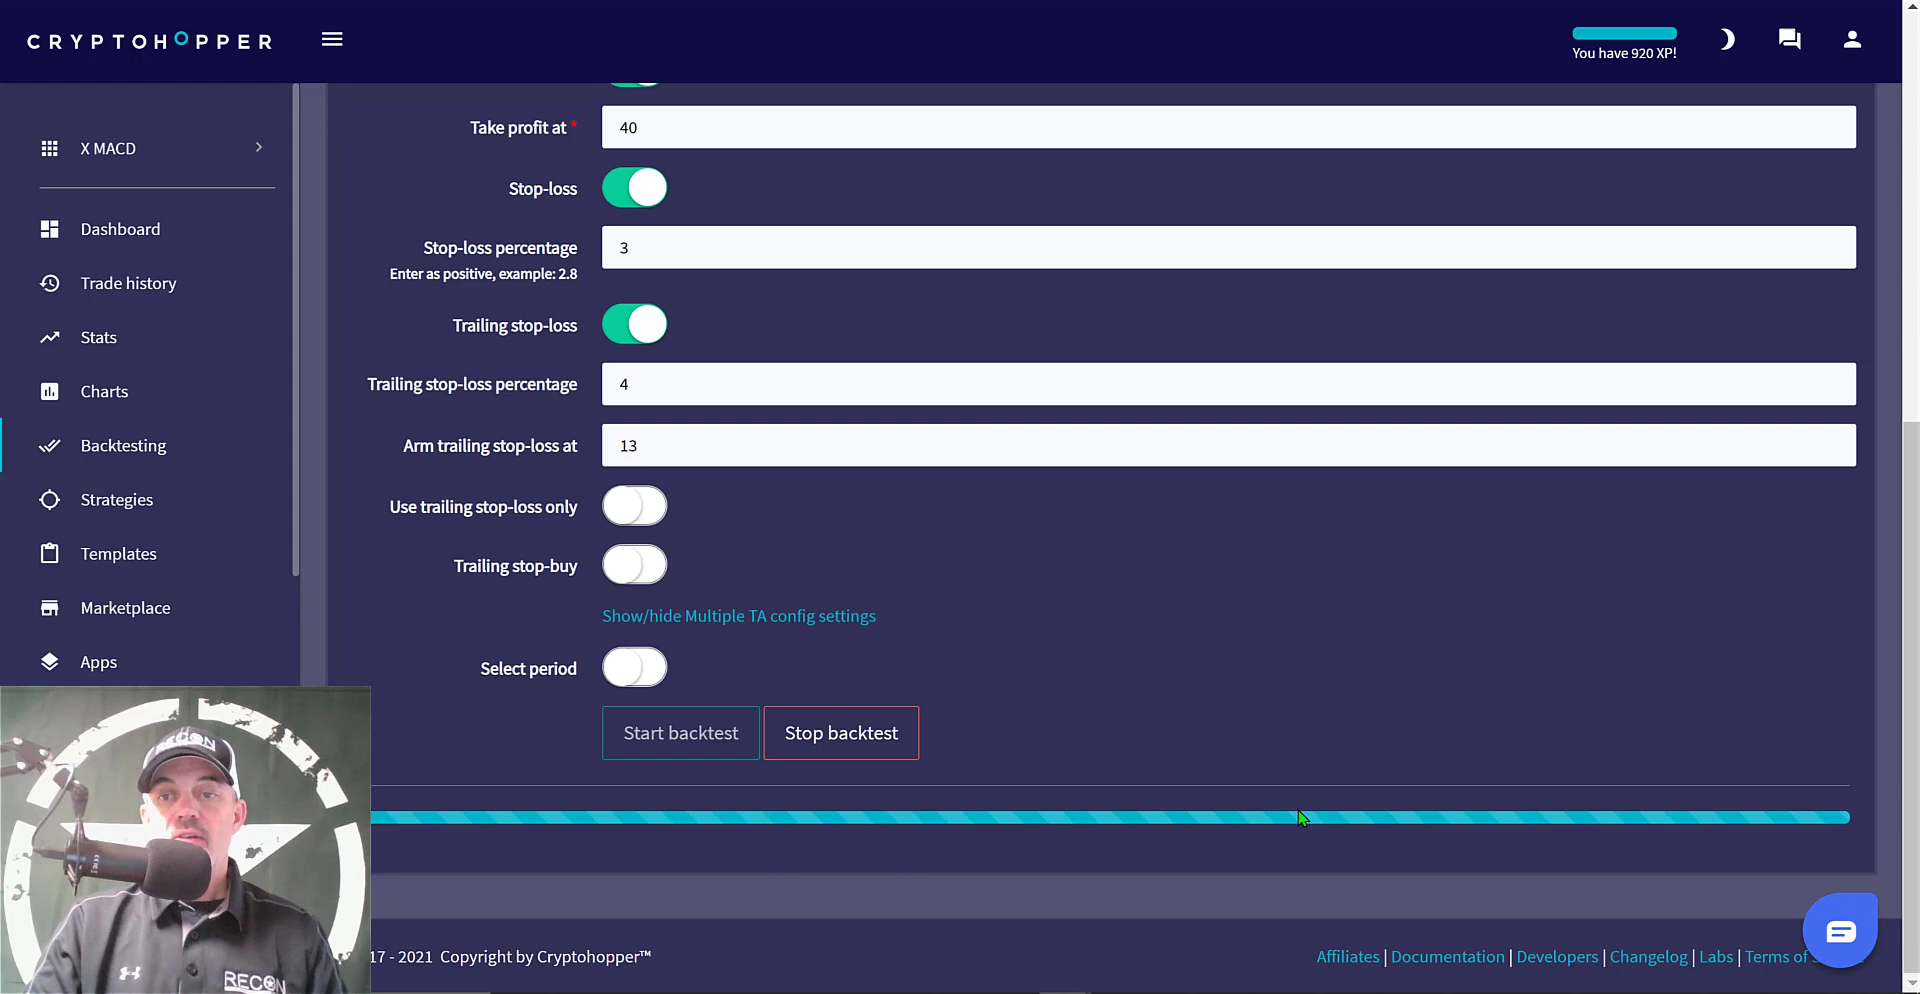 CRYPTOHOPPER
You have 920 XP!
X MACD
Dashboard
Trade history
Stats
Charts
Backtesting
Strategies
Templates
Marketplace
Apps
Take profit at *
40
Stop-loss
Stop-loss percentage
3
Enter as positive, example: 2.8
Trailing stop-loss
Trailing stop-loss percentage
4
Arm trailing stop-loss at
13
Use trailing stop-loss only
Trailing stop-buy
Show/hide Multiple TA config settings
Select period
Start backtest
Stop backtest
RECON
RECON
17 - 2021 Copyright by Cryptohopper™
Affiliates | Documentation | Developers | Changelog | Labs | Terms of